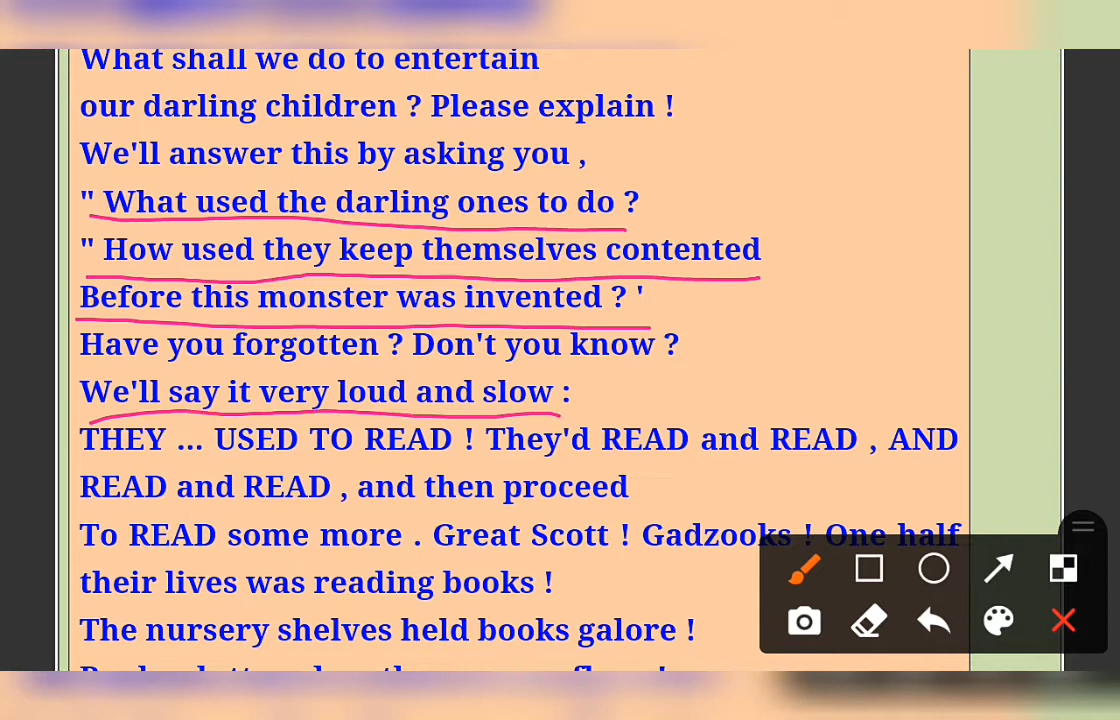 What shall we do to entertain
our darling children ? Please explain !
We'll answer this by asking you ,
" What used the darling ones to do ?
" How used they keep themselves contented
Before this monster was invented ? '
Have you forgotten ? Don't you know ?
We'll say it very loud and slow :
THEY ... USED TO READ ! They'd READ and READ , AND
READ and READ , and then proceed
To READ some more . Great Scott ! Gadzooks ! One half
their lives was reading books !
The nursery shelves held books galore !